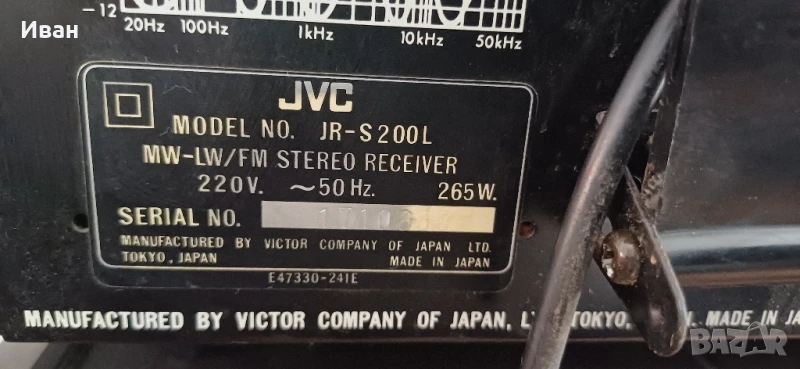 Иван
-12
20Hz 100Hz 1kHz 10kHz 50kHz
JVC
MODEL NO. JR-S200L
MW-LW/FM STEREO RECEIVER
220V. ~50Hz. 265W.
SERIAL NO.
MANUFACTURED BY VICTOR COMPANY OF JAPAN LTD.
TOKYO, JAPAN MADE IN JAPAN
E47330-241E
MANUFACTURED BY VICTOR COMPANY OF JAPAN, TOKYO, MADE IN JA
BAZAR